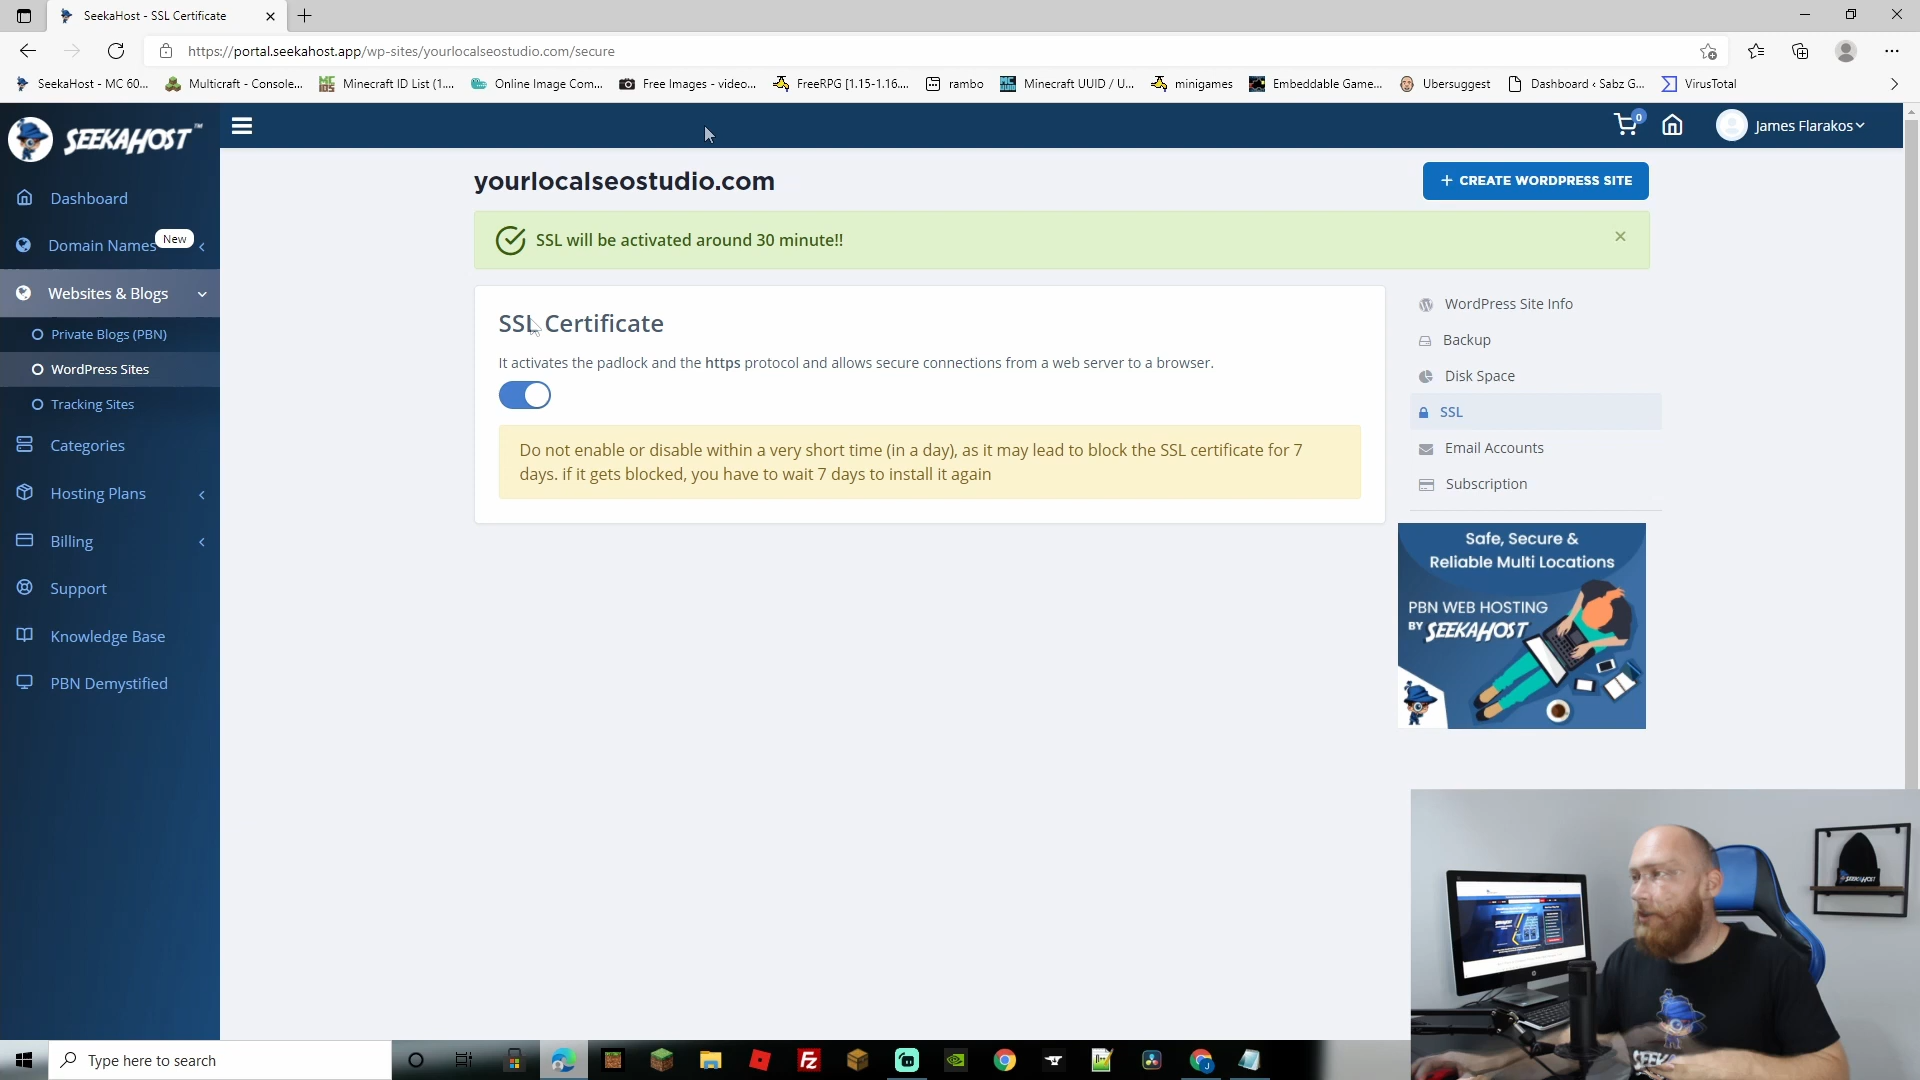 SeekaHost - SSL Certificate
https://portal.seekahost.app/wp-sites/yourlocalseostudio.com/secure
SeekaHost - MC 60...
Multicraft - Console...
Minecraft ID List (1....
Online Image Com...
Free Images - video...
FreeRPG [1.15-1.16....
rambo
Minecraft UUID / U...
minigames
Embeddable Game...
Ubersuggest
Dashboard ‹ Sabz G...
VirusTotal
SEEKAHOST™
0
James Flarakos
Dashboard
Domain Names
New
Websites & Blogs
Private Blogs (PBN)
WordPress Sites
Tracking Sites
Categories
Hosting Plans
Billing
Support
Knowledge Base
PBN Demystified
yourlocalseostudio.com
+ CREATE WORDPRESS SITE
SSL will be activated around 30 minute!!
SSL Certificate
It activates the padlock and the https protocol and allows secure connections from a web server to a browser.
Do not enable or disable within a very short time (in a day), as it may lead to block the SSL certificate for 7
days. if it gets blocked, you have to wait 7 days to install it again
WordPress Site Info
Backup
Disk Space
SSL
Email Accounts
Subscription
Safe, Secure &
Reliable Multi Locations
PBN WEB HOSTING
BY SEEKAHOST
SEEKAHOST
Type here to search